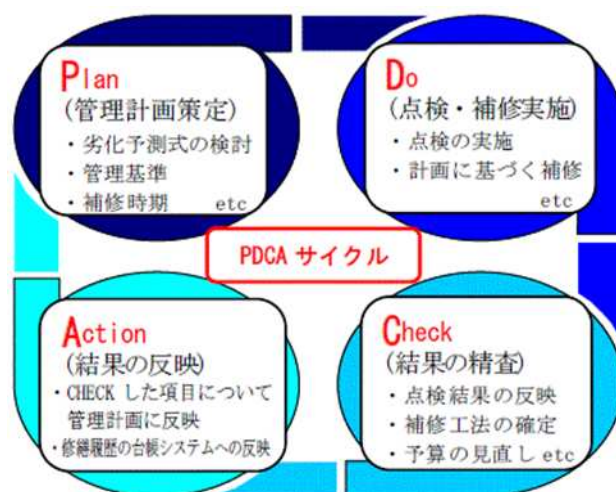 Plan
(管理計画策定)
・劣化予測式の検討
・管理基準
・補修時期 etc
Do
(点検・補修実施)
・点検の実施
・計画に基づく補修
etc
PDCA サイクル
Action
(結果の反映)
・CHECK した項目について
管理計画に反映
・修繕履歴の台帳システムへの反映
Check
(結果の精査)
・点検結果の反映
・補修工法の確定
・予算の見直し etc